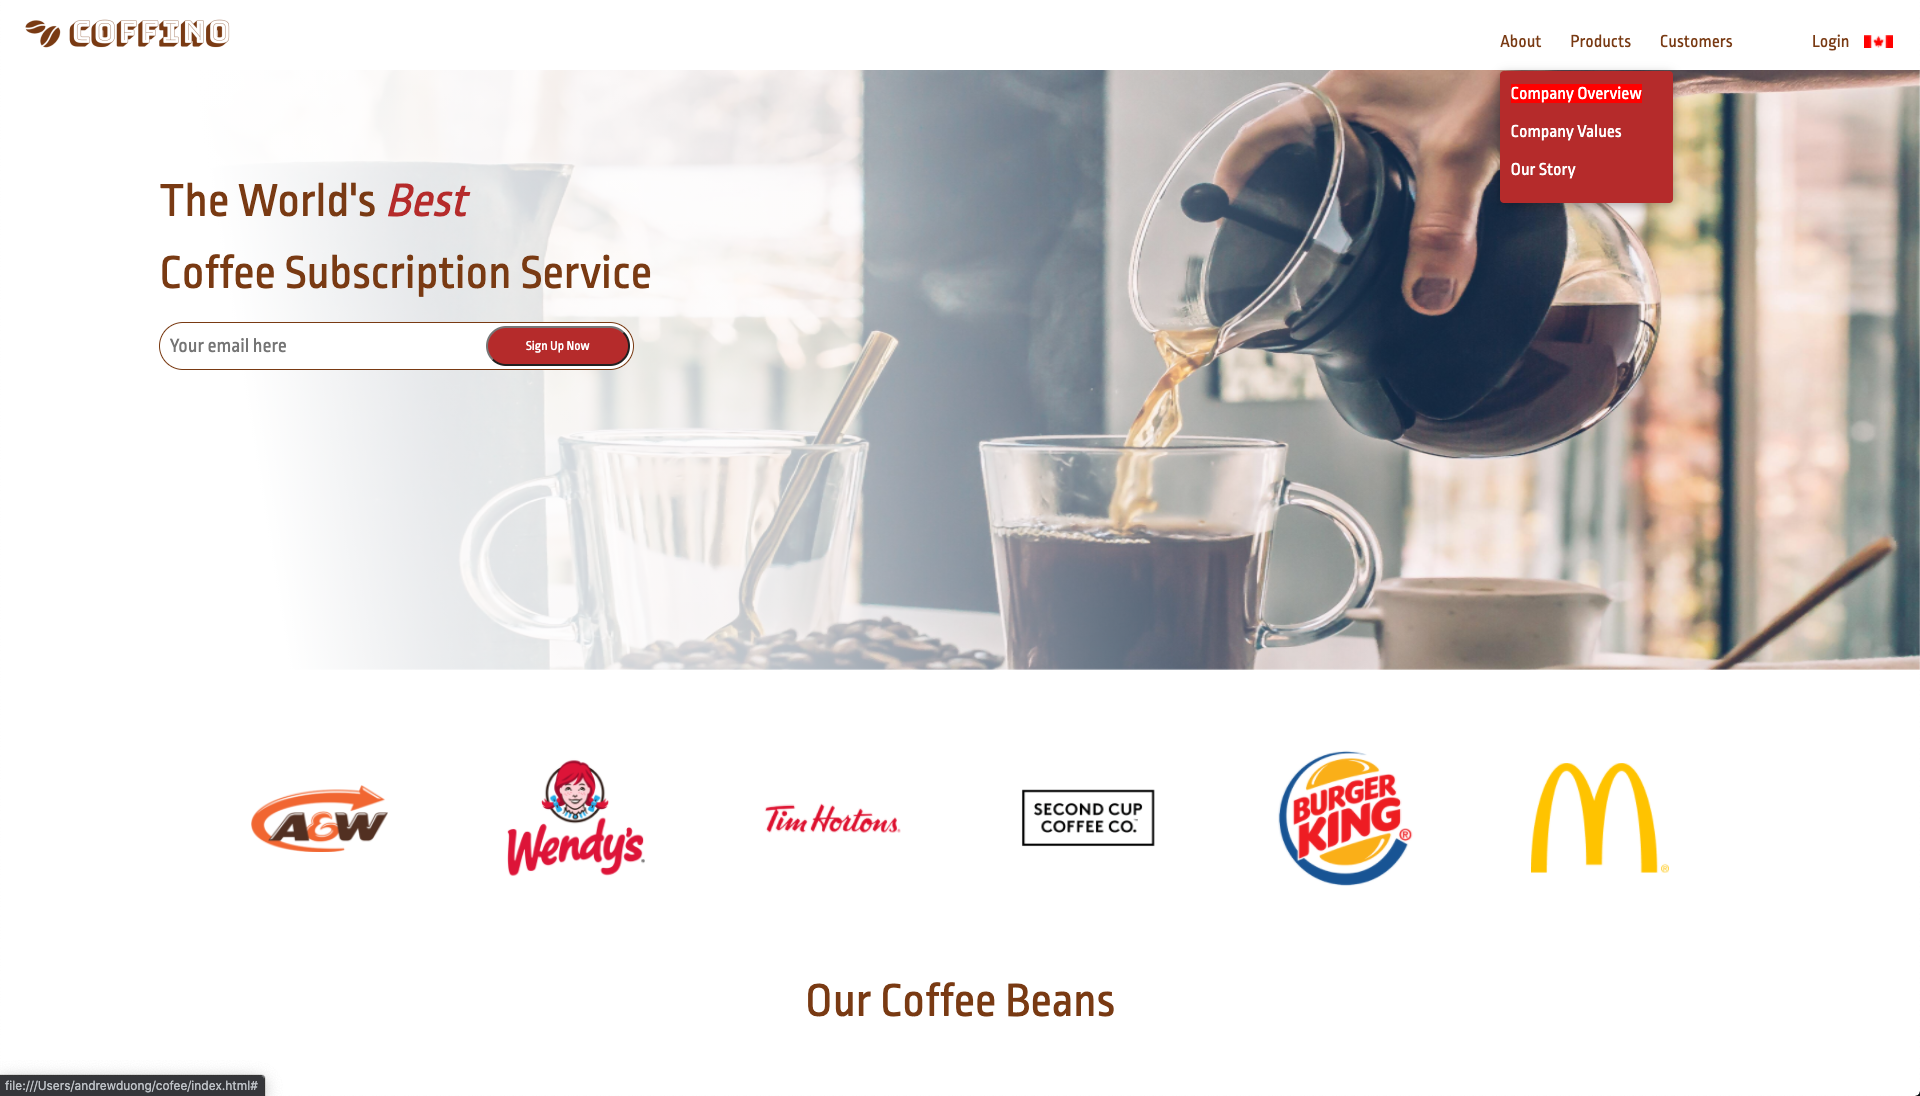 COFFINO
About Products Customers Login
Company Overview
Company Values
Our Story
The World's Best
Coffee Subscription Service
Your email here
Sign Up Now
A&W
Wendy's
Tim Hortons
SECOND CUP
COFFEE CO.™
BURGER
KING®
®
Our Coffee Beans
file:///Users/andrewduong/cofee/index.html#